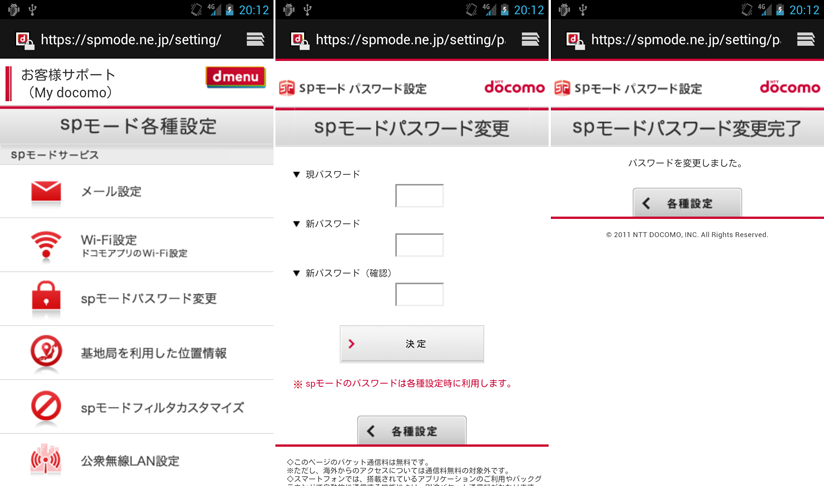 4G 20:12
https://spmode.ne.jp/setting/
お客様サポート
（My docomo）
dmenu
spモード各種設定
spモードサービス
メール設定
Wi-Fi設定
ドコモアプリのWi-Fi設定
spモードパスワード変更
基地局を利用した位置情報
spモードフィルタカスタマイズ
公衆無線LAN設定
4G 20:12
https://spmode.ne.jp/setting/p
spモード パスワード設定
NTT
docomo
spモードパスワード変更
▼ 現パスワード
▼ 新パスワード
▼ 新パスワード（確認）
決定
※ spモードのパスワードは各種設定時に利用します。
各種設定
◇このページのパケット通信料は無料です。
※ただし、海外からのアクセスについては通信料無料の対象外です。
◇スマートフォンでは、搭載されているアプリケーションのご利用やバックグ
4G 20:12
https://spmode.ne.jp/setting/p
spモード パスワード設定
NTT
docomo
spモードパスワード変更完了
パスワードを変更しました。
各種設定
© 2011 NTT DOCOMO, INC. All Rights Reserved.